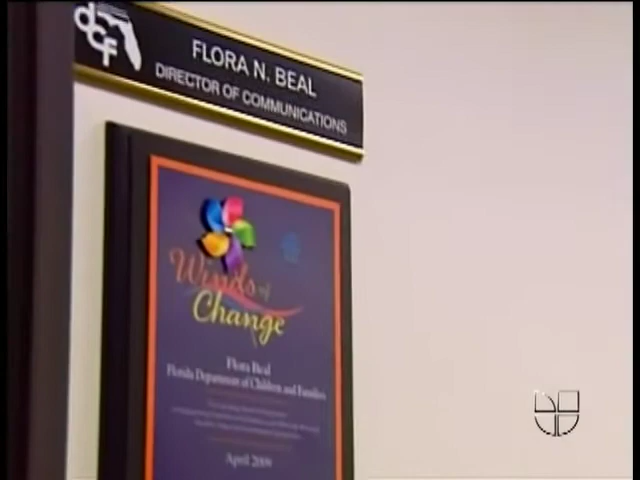 dcf
FLORA N. BEAL
DIRECTOR OF COMMUNICATIONS
Winds of
Change
Flora Beal
Florida Department of Children and Families
April 2009